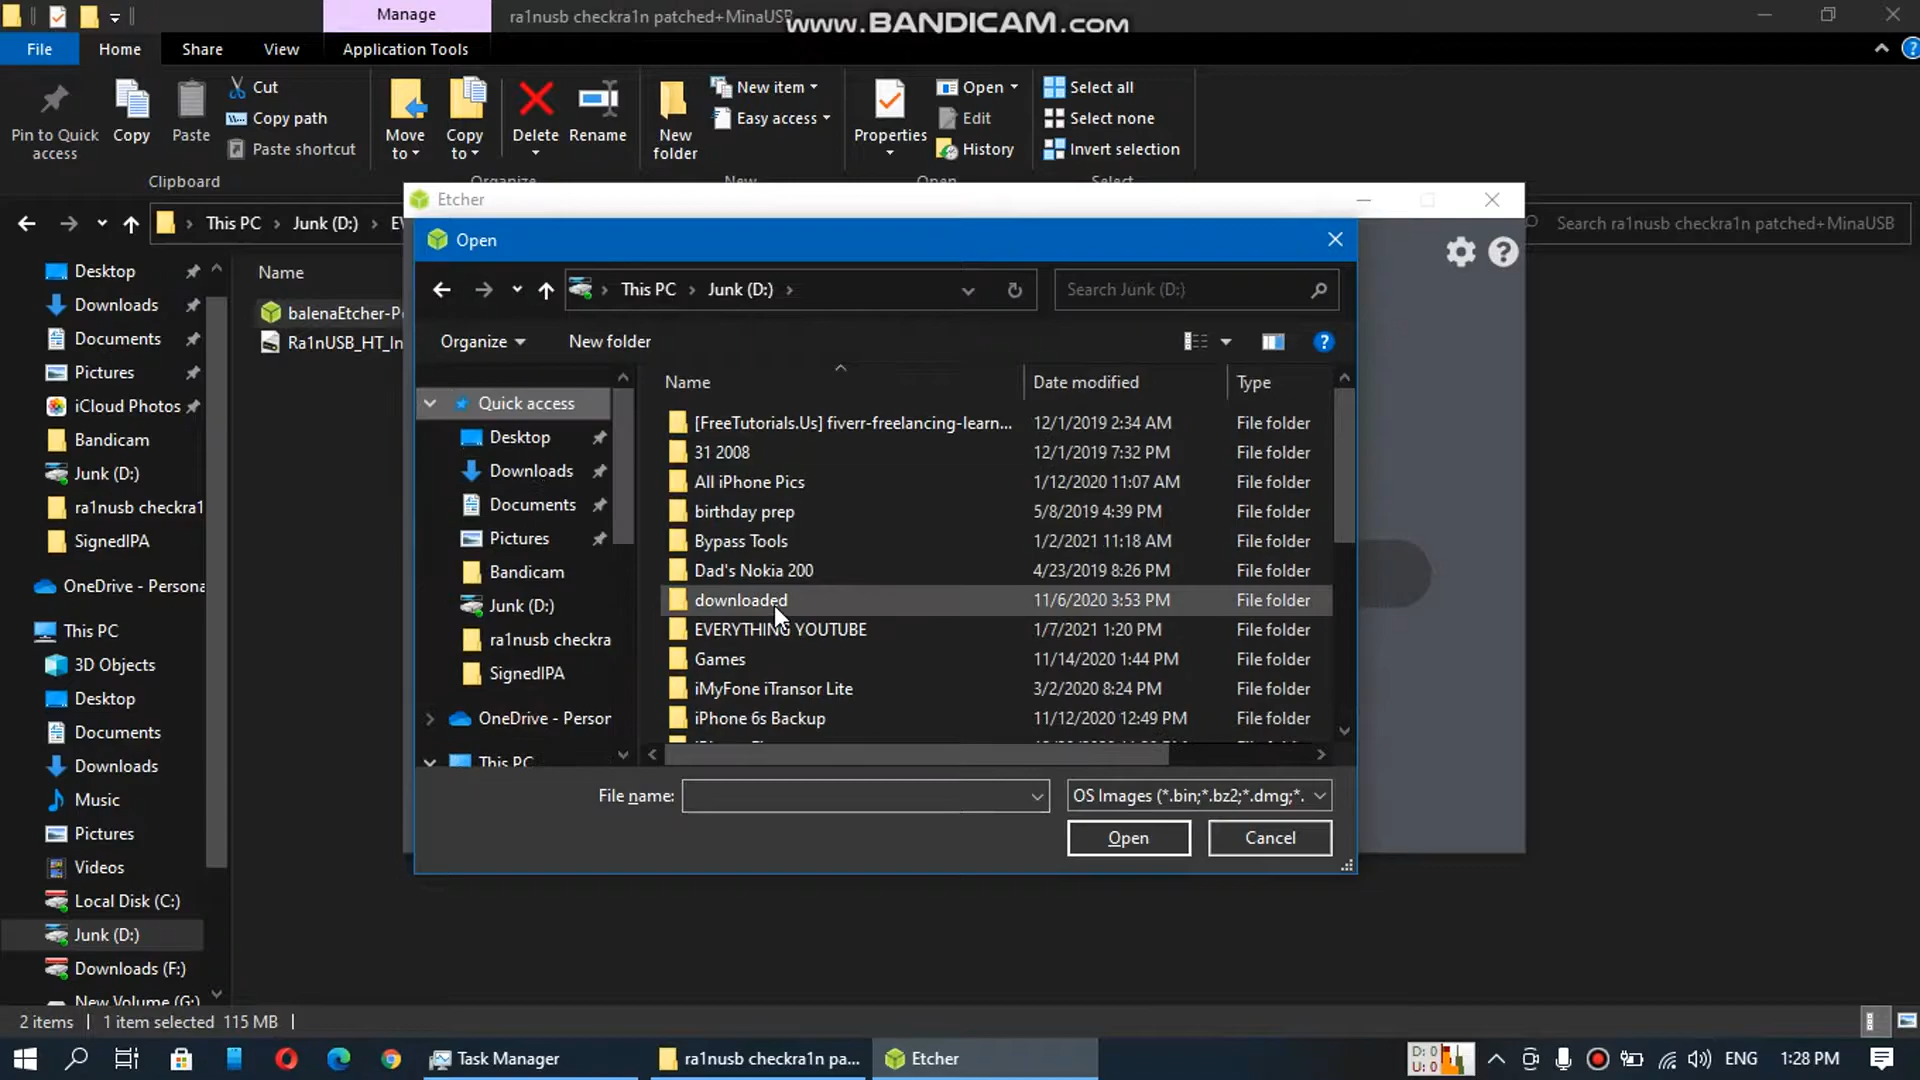 Manage
ra1nusb checkra1n patched+MinaUSB
www.BANDICAM.com
File
Home
Share
View
Application Tools
Pin to Quick access
Copy
Paste
Cut
Copy path
Paste shortcut
Move to
Copy to
Delete
Rename
New folder
New item
Easy access
Properties
Open
Edit
History
Select all
Select none
Invert selection
Clipboard
Organize
New
Open
Select
Etcher
This PC
Junk (D:)
Search ra1nusb checkra1n patched+MinaUSB
Open
Desktop
Downloads
Documents
Pictures
iCloud Photos
Bandicam
Junk (D:)
ra1nusb checkra1
SignedIPA
OneDrive - Persona
This PC
3D Objects
Desktop
Documents
Downloads
Music
Pictures
Videos
Local Disk (C:)
Junk (D:)
Downloads (F:)
New Volume (G:)
Name
balenaEtcher-P
Ra1nUSB_HT_In
This PC
Junk (D:)
Search Junk (D:)
Organize
New folder
Quick access
Desktop
Downloads
Documents
Pictures
Bandicam
Junk (D:)
ra1nusb checkra
SignedIPA
OneDrive - Person
This PC
Name
Date modified
Type
[FreeTutorials.Us] fiverr-freelancing-learn... 12/1/2019 2:34 AM File folder
31 2008 12/1/2019 7:32 PM File folder
All iPhone Pics 1/12/2020 11:07 AM File folder
birthday prep 5/8/2019 4:39 PM File folder
Bypass Tools 1/2/2021 11:18 AM File folder
Dad's Nokia 200 4/23/2019 8:26 PM File folder
downloaded 11/6/2020 3:53 PM File folder
EVERYTHING YOUTUBE 1/7/2021 1:20 PM File folder
Games 11/14/2020 1:44 PM File folder
iMyFone iTransor Lite 3/2/2020 8:24 PM File folder
iPhone 6s Backup 11/12/2020 12:49 PM File folder
File name:
OS Images (*.bin;*.bz2;*.dmg;*.
Open
Cancel
2 items
1 item selected 115 MB
Task Manager
ra1nusb checkra1n pa...
Etcher
D: 0
U: 0
ENG
1:28 PM